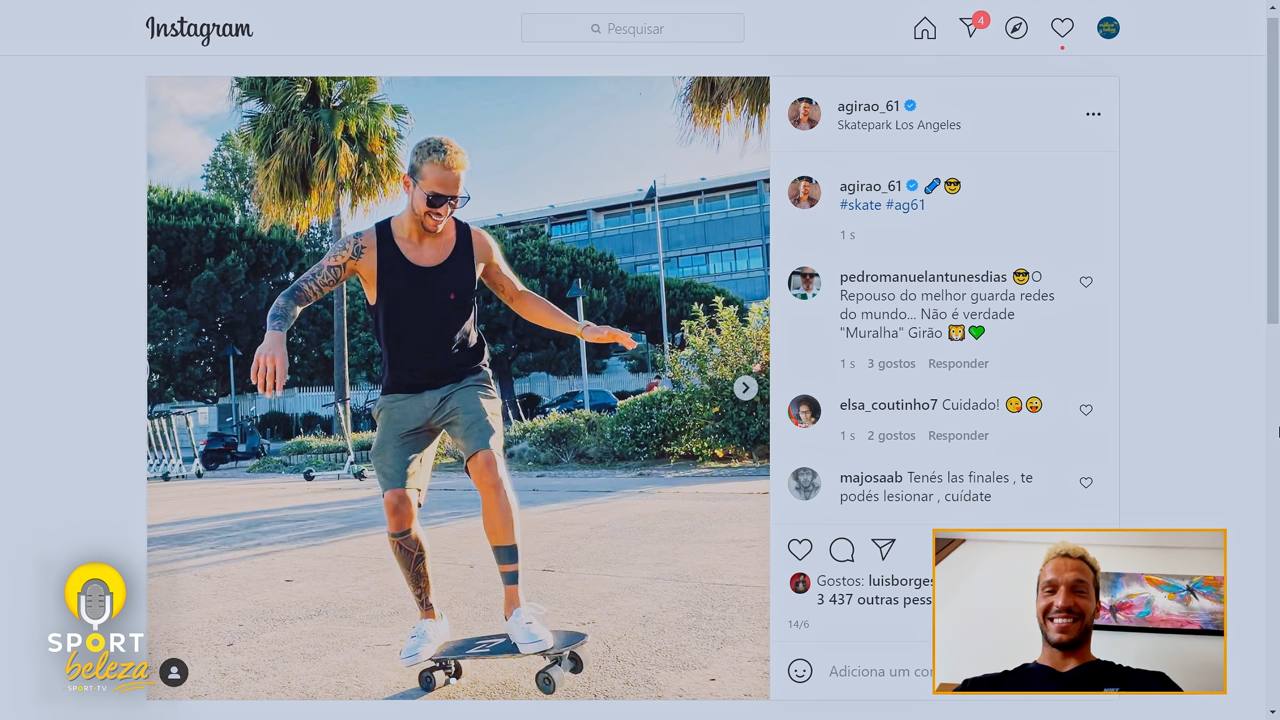 Instagram
Pesquisar
4
agirao_61
Skatepark Los Angeles
agirao_61
#skate #ag61
1 s
pedromanuelantunesdias 😎O
Repouso do melhor guarda redes
do mundo... Não é verdade
"Muralha" Girão 🐯💚
1 s 3 gostos Responder
elsa_coutinho7 Cuidado! 😘😜
1 s 2 gostos Responder
majosaab Tenés las finales , te
podés lesionar , cuídate
Gostos: luisborges
3 437 outras pess
14/6
Adiciona um cor
SPORT
beleza
SPORT·TV
NIKE